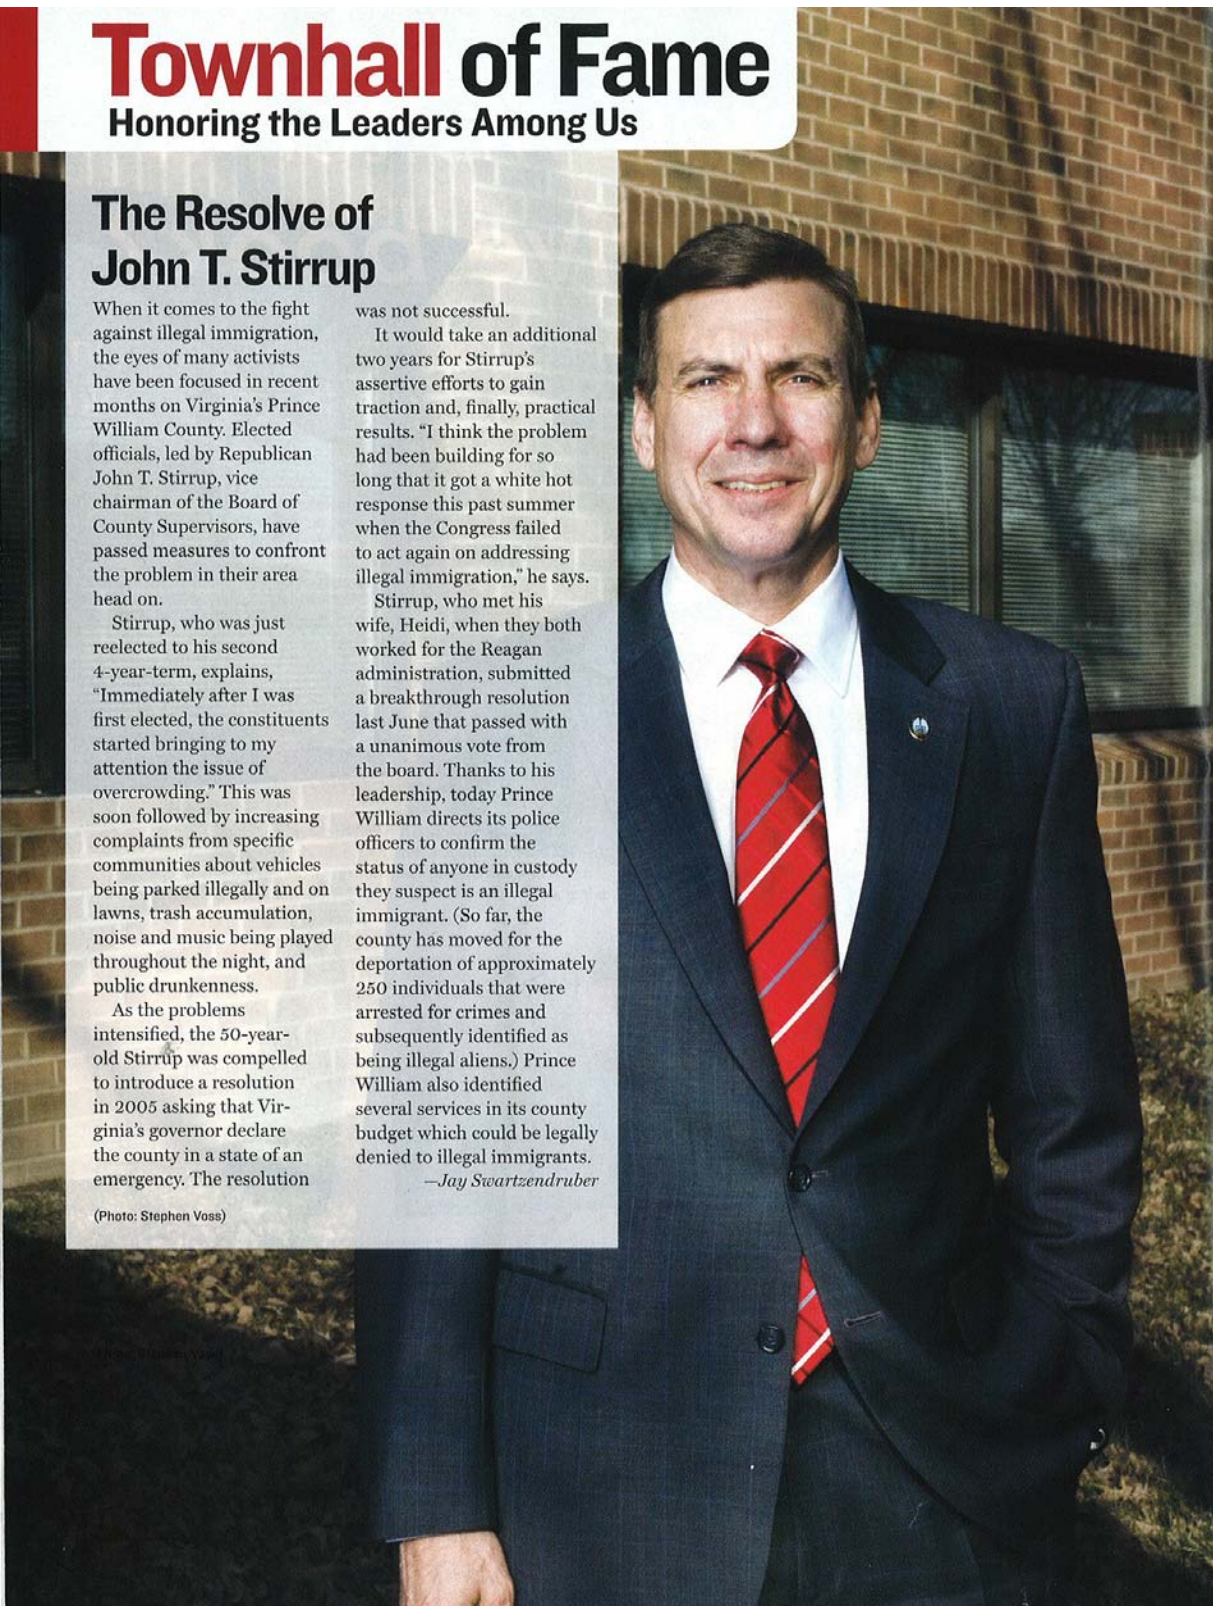 Townhall of Fame
Honoring the Leaders Among Us
The Resolve of
John T. Stirrup
When it comes to the fight
against illegal immigration,
the eyes of many activists
have been focused in recent
months on Virginia's Prince
William County. Elected
officials, led by Republican
John T. Stirrup, vice
chairman of the Board of
County Supervisors, have
passed measures to confront
the problem in their area
head on.
Stirrup, who was just
reelected to his second
4-year-term, explains,
“Immediately after I was
first elected, the constituents
started bringing to my
attention the issue of
overcrowding.” This was
soon followed by increasing
complaints from specific
communities about vehicles
being parked illegally and on
lawns, trash accumulation,
noise and music being played
throughout the night, and
public drunkenness.
As the problems
intensified, the 50-year-
old Stirrup was compelled
to introduce a resolution
in 2005 asking that Vir-
ginia's governor declare
the county in a state of an
emergency. The resolution
was not successful.
It would take an additional
two years for Stirrup's
assertive efforts to gain
traction and, finally, practical
results. “I think the problem
had been building for so
long that it got a white hot
response this past summer
when the Congress failed
to act again on addressing
illegal immigration,” he says.
Stirrup, who met his
wife, Heidi, when they both
worked for the Reagan
administration, submitted
a breakthrough resolution
last June that passed with
a unanimous vote from
the board. Thanks to his
leadership, today Prince
William directs its police
officers to confirm the
status of anyone in custody
they suspect is an illegal
immigrant. (So far, the
county has moved for the
deportation of approximately
250 individuals that were
arrested for crimes and
subsequently identified as
being illegal aliens.) Prince
William also identified
several services in its county
budget which could be legally
denied to illegal immigrants.
—Jay Swartzendruber
(Photo: Stephen Voss)